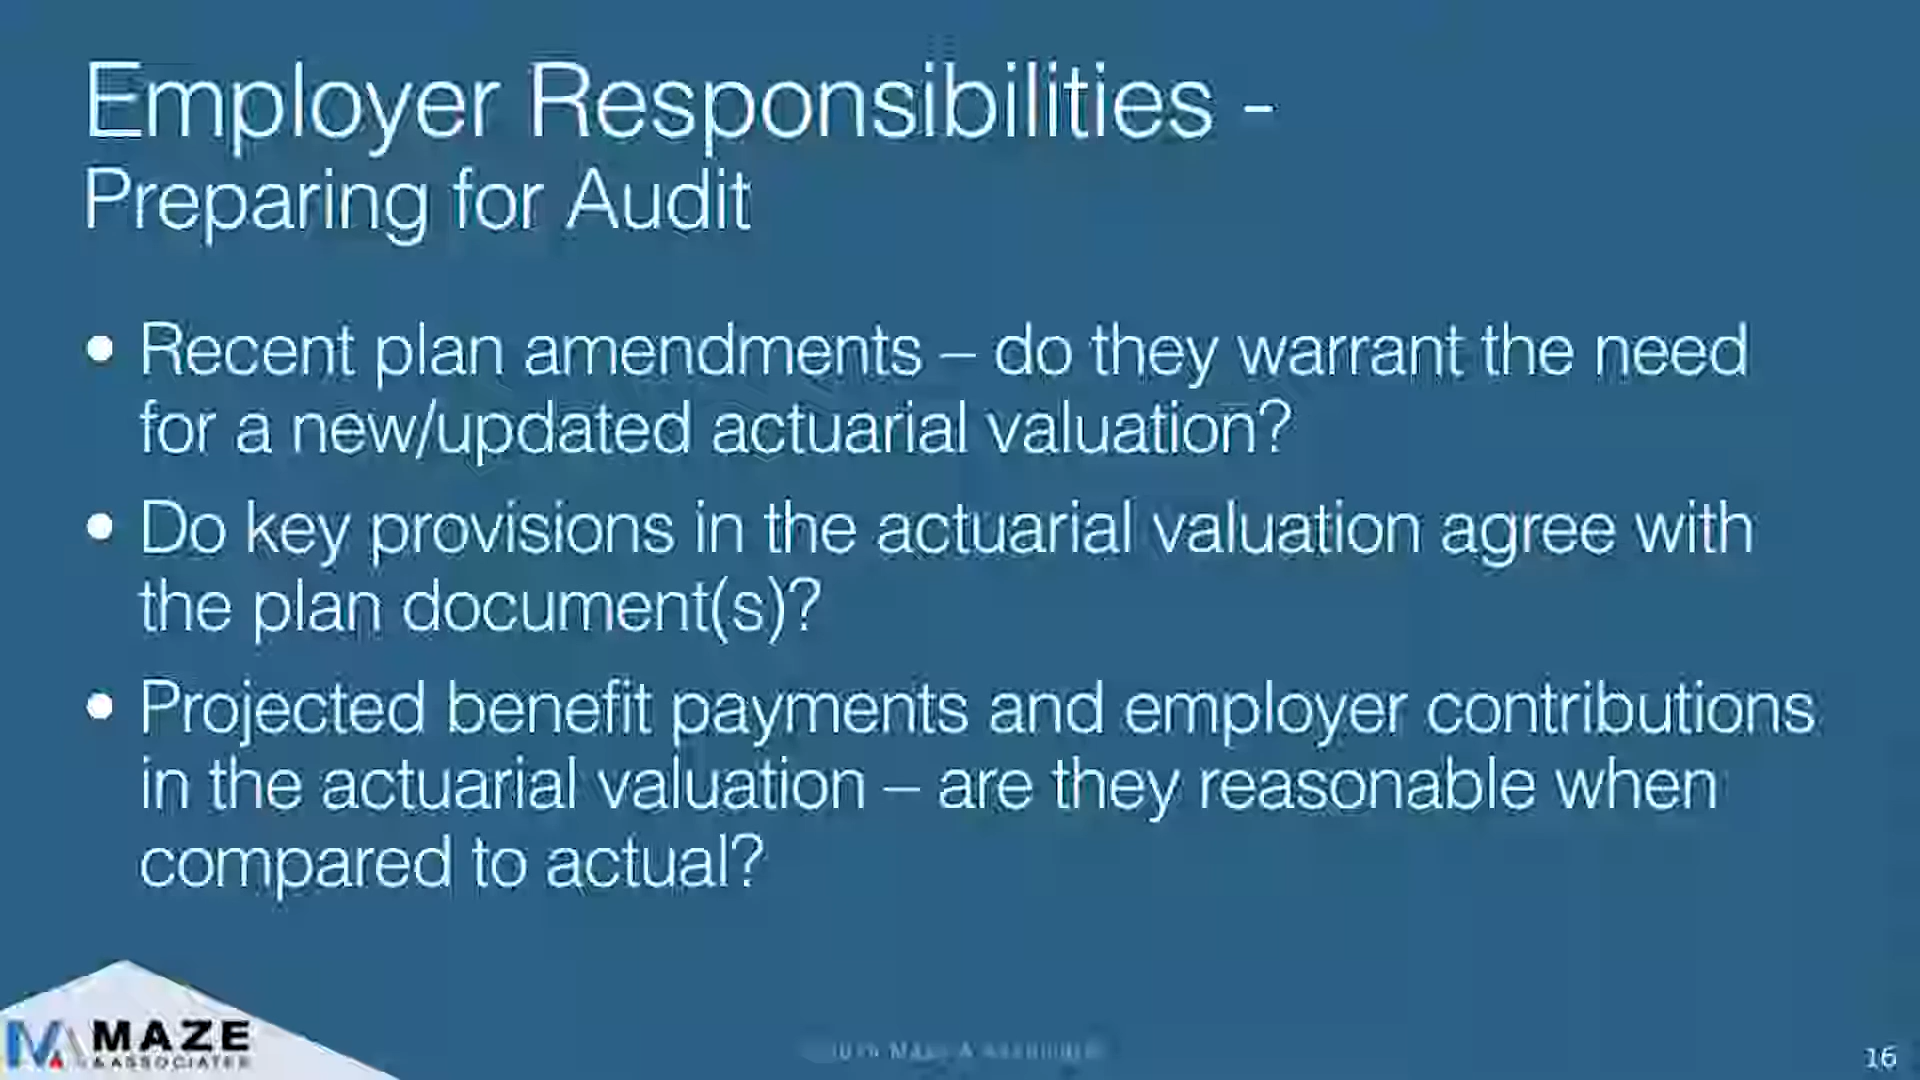 Employer Responsibilities -
Preparing for Audit
• Recent plan amendments – do they warrant the need
for a new/updated actuarial valuation?
• Do key provisions in the actuarial valuation agree with
the plan document(s)?
• Projected benefit payments and employer contributions
in the actuarial valuation – are they reasonable when
compared to actual?
MAZE
& ASSOCIATES
16